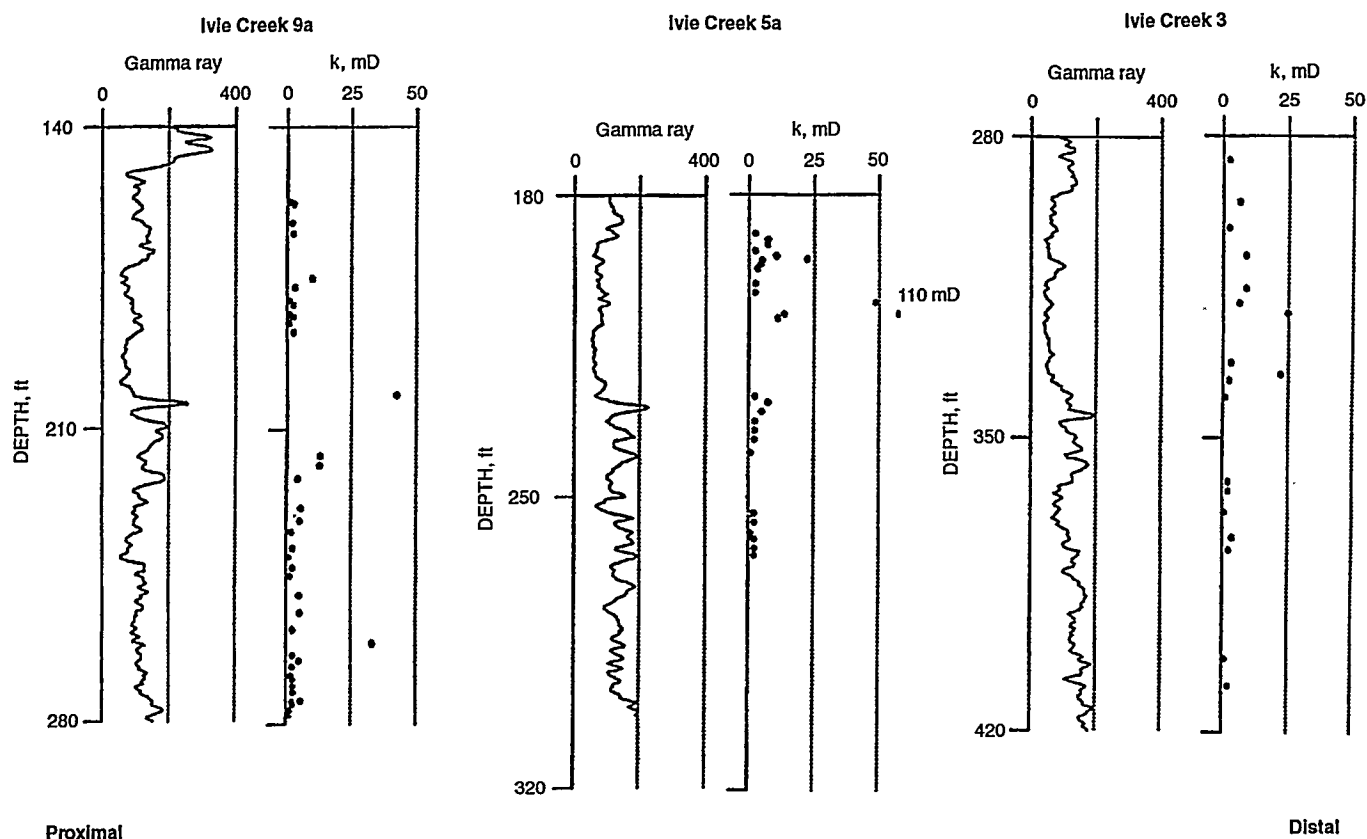 Ivie Creek 9a
Gamma ray
k, mD
0
400
0
25
50
140
210
280
DEPTH, ft
Ivie Creek 5a
Gamma ray
k, mD
0
400
0
25
50
180
250
320
DEPTH, ft
110 mD
Ivie Creek 3
Gamma ray
k, mD
0
400
0
25
50
280
350
420
DEPTH, ft
Proximal
Distal